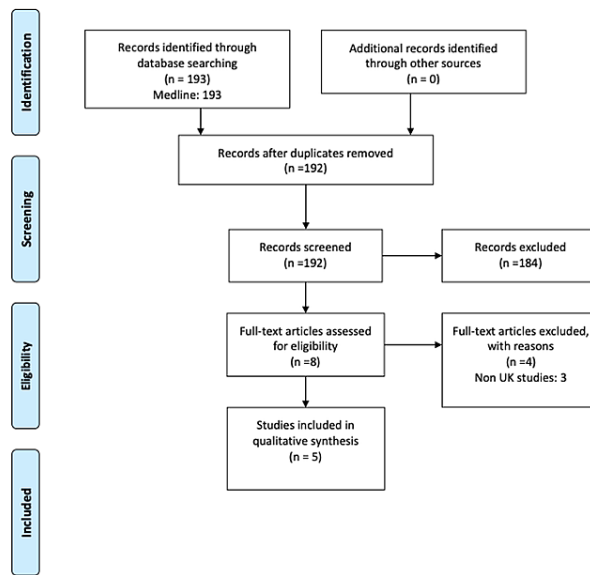 Identification
Records identified through
database searching
(n = 193)
Medline: 193
Additional records identified
through other sources
(n = 0)
Records after duplicates removed
(n =192)
Screening
Records screened
(n =192)
Records excluded
(n =184)
Eligibility
Full-text articles assessed
for eligibility
(n =8)
Full-text articles excluded,
with reasons
(n =4)
Non UK studies: 3
Studies included in
qualitative synthesis
(n = 5)
Included